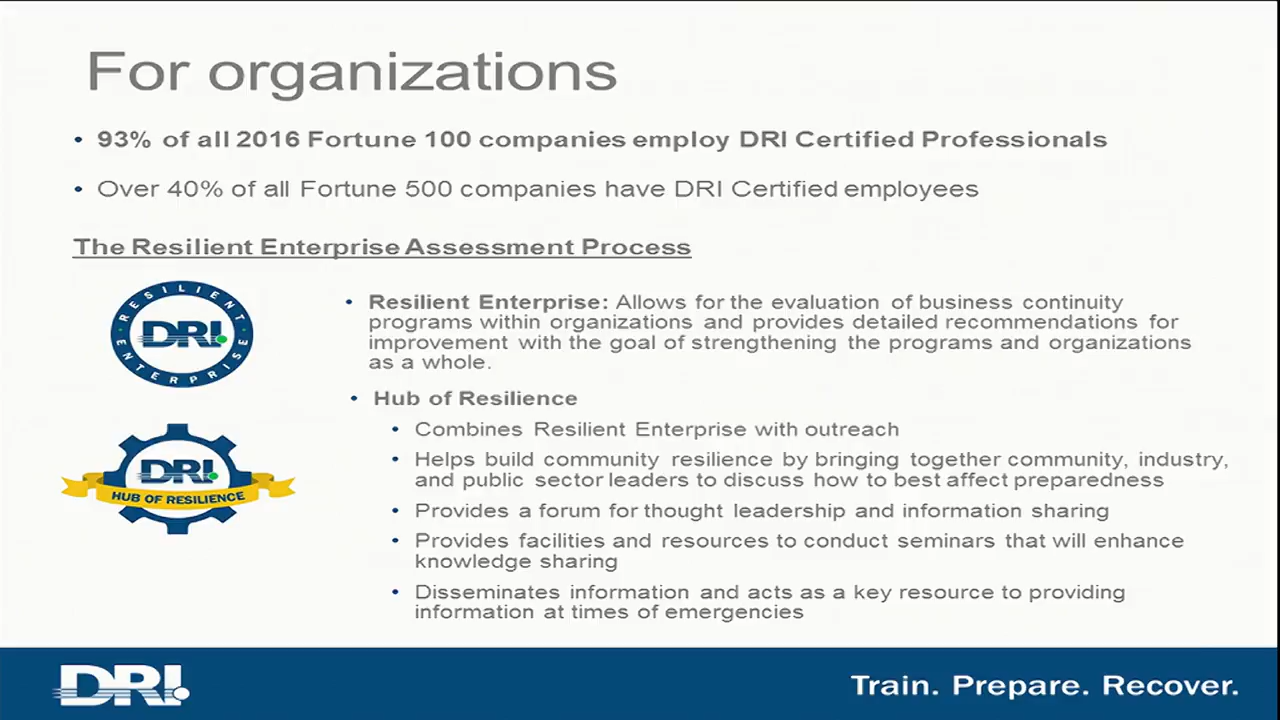 For organizations
• 93% of all 2016 Fortune 100 companies employ DRI Certified Professionals
• Over 40% of all Fortune 500 companies have DRI Certified employees
The Resilient Enterprise Assessment Process
RESILIENT
DRI
ENTERPRISE
• Resilient Enterprise: Allows for the evaluation of business continuity
programs within organizations and provides detailed recommendations for
improvement with the goal of strengthening the programs and organizations
as a whole.
• Hub of Resilience
DRI
HUB OF RESILIENCE
• Combines Resilient Enterprise with outreach
• Helps build community resilience by bringing together community, industry,
and public sector leaders to discuss how to best affect preparedness
• Provides a forum for thought leadership and information sharing
• Provides facilities and resources to conduct seminars that will enhance
knowledge sharing
• Disseminates information and acts as a key resource to providing
information at times of emergencies
DRI
Train. Prepare. Recover.